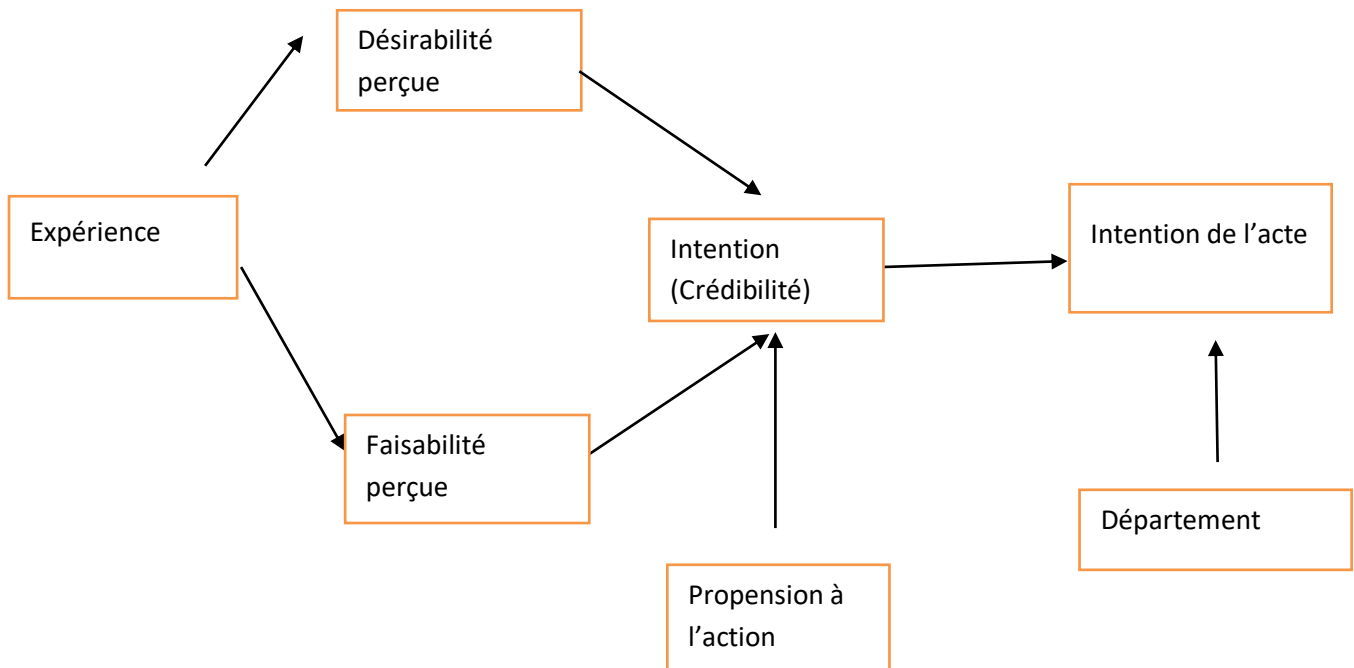 Désirabilité
perçue
Expérience
Intention
(Crédibilité)
Intention de l’acte
Faisabilité
perçue
Département
Propension à
l’action